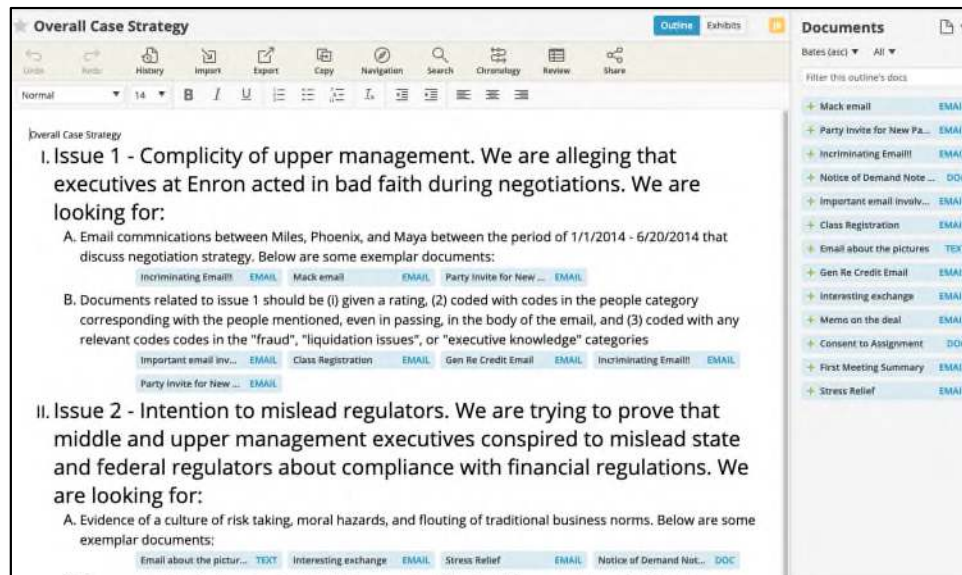 Overall Case Strategy
Outline Exhibits
Undo Redo History Import Export Copy Navigation Search Chronology Review Share
Normal 14 B I U
Overall Case Strategy
I. Issue 1 - Complicity of upper management. We are alleging that
executives at Enron acted in bad faith during negotiations. We are
looking for:
A. Email commnications between Miles, Phoenix, and Maya between the period of 1/1/2014 - 6/20/2014 that
discuss negotiation strategy. Below are some exemplar documents:
Incriminating Email!! EMAIL Mack email EMAIL Party Invite for New ... EMAIL
B. Documents related to issue 1 should be (i) given a rating, (2) coded with codes in the people category
corresponding with the people mentioned, even in passing, in the body of the email, and (3) coded with any
relevant codes codes in the "fraud", "liquidation issues", or "executive knowledge" categories
Important email inv... EMAIL Class Registration EMAIL Gen Re Credit Email EMAIL Incriminating Email!! EMAIL
Party Invite for New ... EMAIL
II. Issue 2 - Intention to mislead regulators. We are trying to prove that
middle and upper management executives conspired to mislead state
and federal regulators about compliance with financial regulations. We
are looking for:
A. Evidence of a culture of risk taking, moral hazards, and flouting of traditional business norms. Below are some
exemplar documents:
Email about the pictur... TEXT Interesting exchange EMAIL Stress Relief EMAIL Notice of Demand Not... DOC
Documents
Bates (asc) All
Filter this outline's docs
+ Mack email EMAI
+ Party Invite for New Pa... EMAI
+ Incriminating Email!! EMAI
+ Notice of Demand Note ... DO
+ Important email involv... EMAI
+ Class Registration EMAI
+ Email about the pictures TEX
+ Gen Re Credit Email EMAI
+ Interesting exchange EMAI
+ Memo on the deal EMAI
+ Consent to Assignment DO
+ First Meeting Summary EMAI
+ Stress Relief EMAI